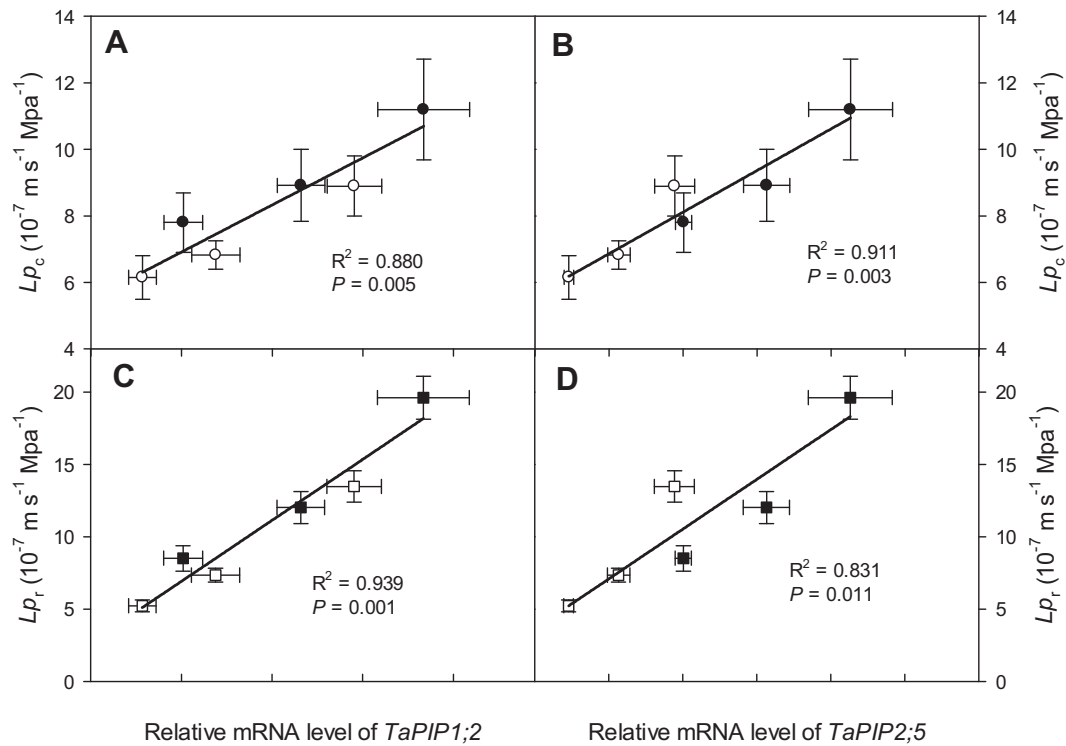 A
B
C
D
14
12
10
8
6
4
14
12
10
8
6
4
20
15
10
5
0
20
15
10
5
0
Lpc (10-7 m s-1 Mpa-1)
Lpc (10-7 m s-1 Mpa-1)
Lpr (10-7 m s-1 Mpa-1)
Lpr (10-7 m s-1 Mpa-1)
R2 = 0.880
P = 0.005
R2 = 0.911
P = 0.003
R2 = 0.939
P = 0.001
R2 = 0.831
P = 0.011
Relative mRNA level of TaPIP1;2
Relative mRNA level of TaPIP2;5